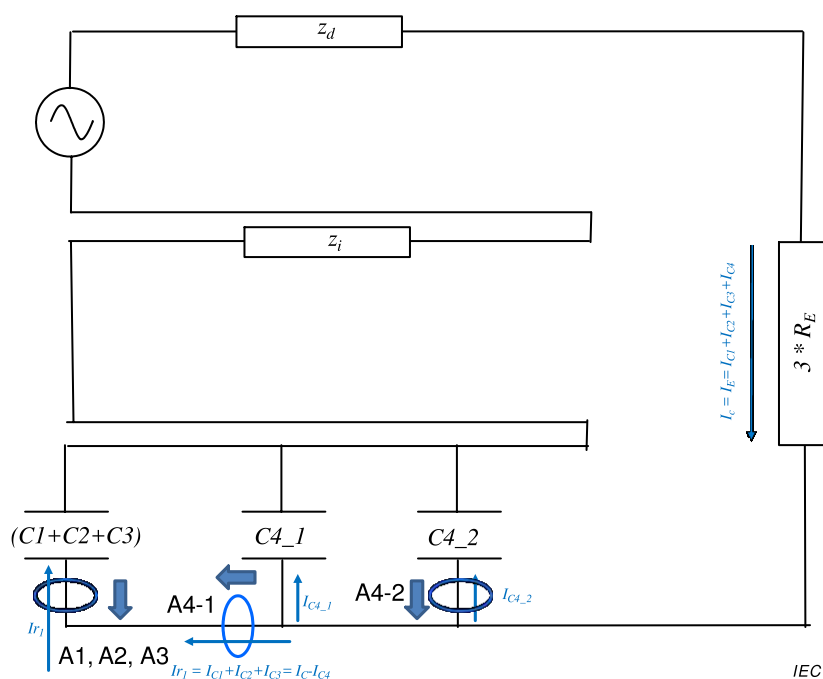 z_d
z_i
I_c = I_E = I_C1+I_C2+I_C3+I_C4
3 * R_E
(C1+C2+C3)
C4_1
C4_2
A4-1
A4-2
I_C4_1
I_C4_2
Ir_1
A1, A2, A3
Ir_1 = I_C1+I_C2+I_C3= I_C-I_C4
IEC